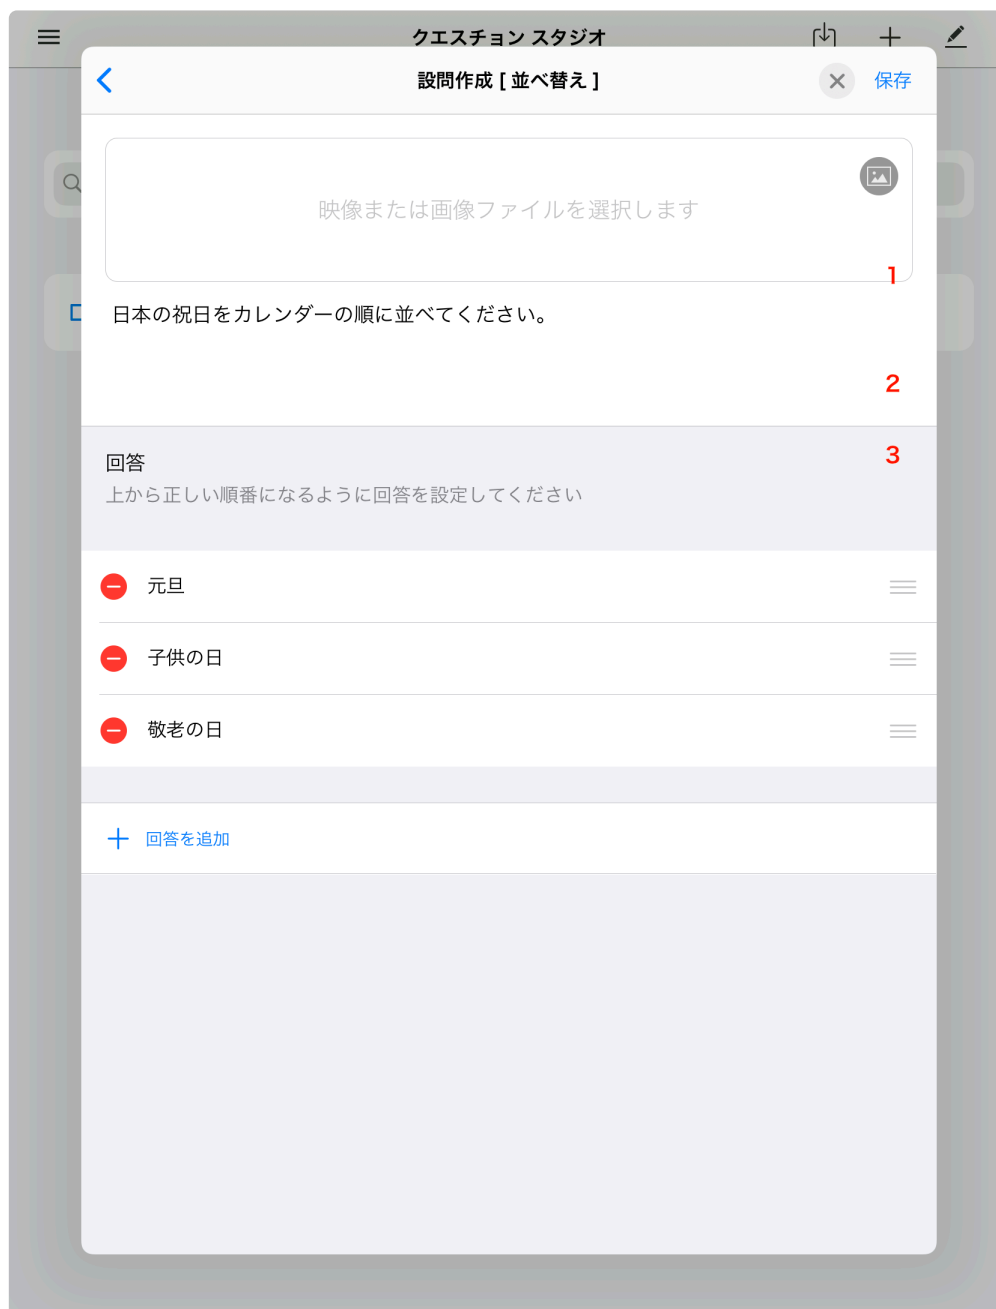 クエスチョン スタジオ
設問作成 [ 並べ替え ]
保存
映像または画像ファイルを選択します
1
日本の祝日をカレンダーの順に並べてください。
2
3
回答
上から正しい順番になるように回答を設定してください
元旦
子供の日
敬老の日
回答を追加